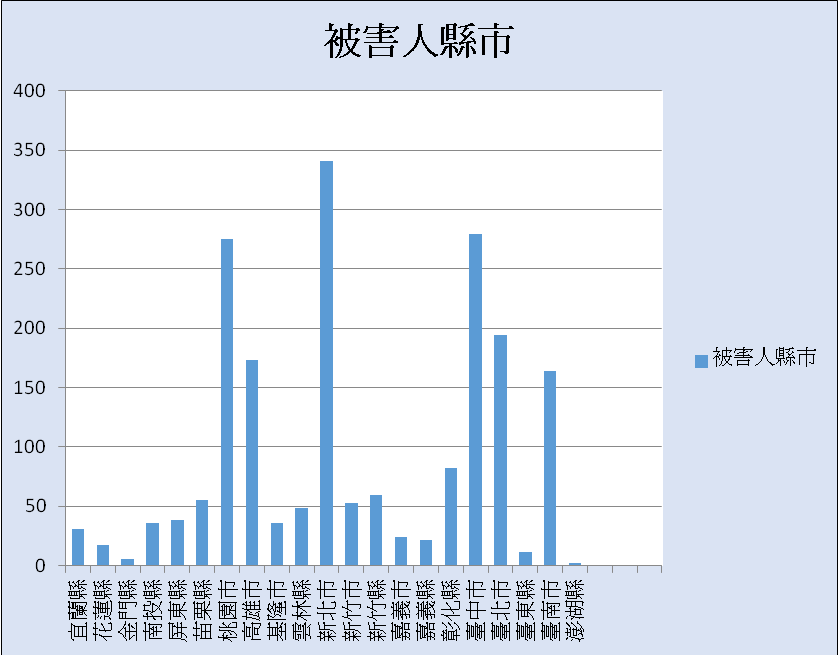 被害人縣市
400
350
300
250
200
150
100
50
0
被害人縣市
宜蘭縣
花蓮縣
金門縣
南投縣
屏東縣
苗栗縣
桃園市
高雄市
基隆市
雲林縣
新北市
新竹市
新竹縣
嘉義市
嘉義縣
彰化縣
臺中市
臺北市
臺東縣
臺南市
澎湖縣